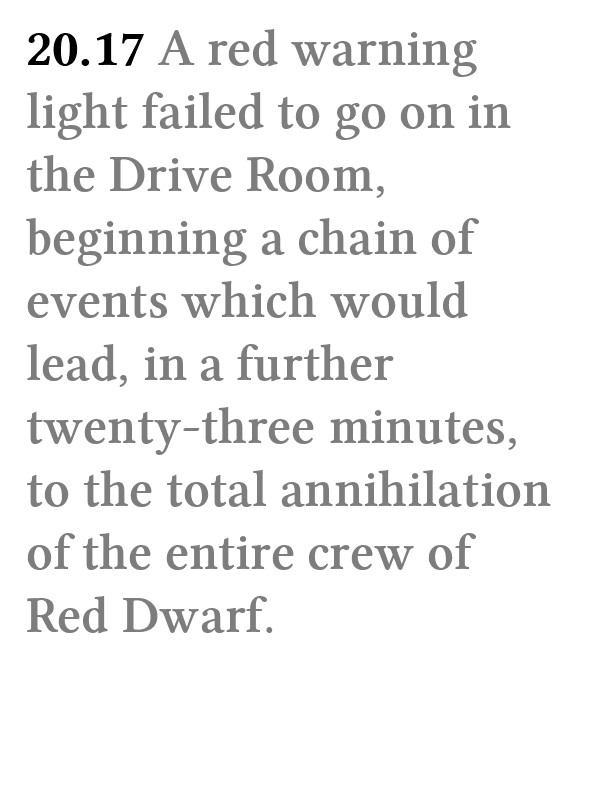 20.17 A red warning
light failed to go on in
the Drive Room,
beginning a chain of
events which would
lead, in a further
twenty-three minutes,
to the total annihilation
of the entire crew of
Red Dwarf.